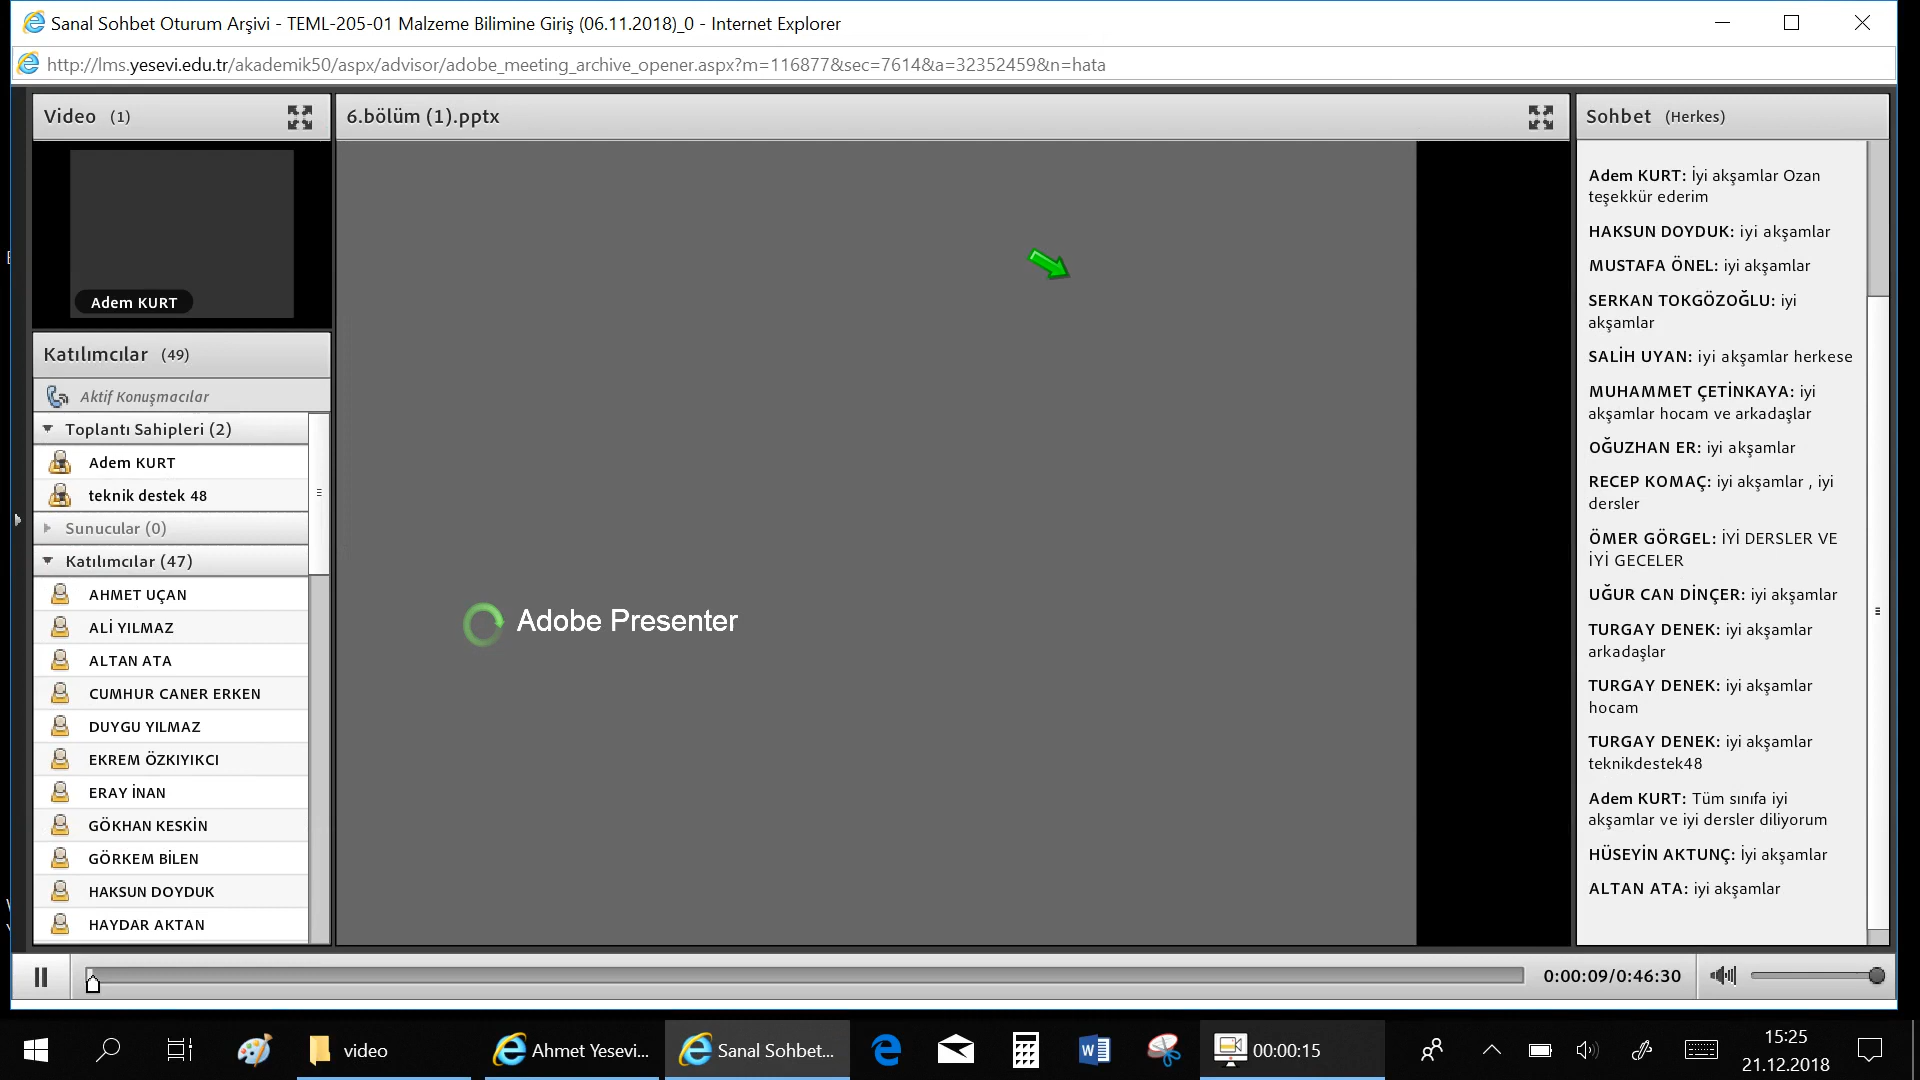 Sanal Sohbet Oturum Arşivi - TEML-205-01 Malzeme Bilimine Giriş (06.11.2018)_0 - Internet Explorer
http://lms.yesevi.edu.tr/akademik50/aspx/advisor/adobe_meeting_archive_opener.aspx?m=116877&sec=7614&a=32352459&n=hata
Video (1)
Adem KURT
Katılımcılar (49)
Aktif Konuşmacılar
Toplantı Sahipleri (2)
Adem KURT
teknik destek 48
Sunucular (0)
Katılımcılar (47)
AHMET UÇAN
ALİ YILMAZ
ALTAN ATA
CUMHUR CANER ERKEN
DUYGU YILMAZ
EKREM ÖZKIYIKCI
ERAY İNAN
GÖKHAN KESKİN
GÖRKEM BİLEN
HAKSUN DOYDUK
HAYDAR AKTAN
6.bölüm (1).pptx
Adobe Presenter
Sohbet (Herkes)
Adem KURT: İyi akşamlar Ozan
teşekkür ederim
HAKSUN DOYDUK: iyi akşamlar
MUSTAFA ÖNEL: iyi akşamlar
SERKAN TOKGÖZOĞLU: iyi
akşamlar
SALİH UYAN: iyi akşamlar herkese
MUHAMMET ÇETİNKAYA: iyi
akşamlar hocam ve arkadaşlar
OĞUZHAN ER: iyi akşamlar
RECEP KOMAÇ: iyi akşamlar , iyi
dersler
ÖMER GÖRGEL: İYİ DERSLER VE
İYİ GECELER
UĞUR CAN DİNÇER: iyi akşamlar
TURGAY DENEK: iyi akşamlar
arkadaşlar
TURGAY DENEK: iyi akşamlar
hocam
TURGAY DENEK: iyi akşamlar
teknikdestek48
Adem KURT: Tüm sınıfa iyi
akşamlar ve iyi dersler diliyorum
HÜSEYİN AKTUNÇ: İyi akşamlar
ALTAN ATA: iyi akşamlar
0:00:09/0:46:30
video
Ahmet Yesevi...
Sanal Sohbet...
00:00:15
15:25
21.12.2018